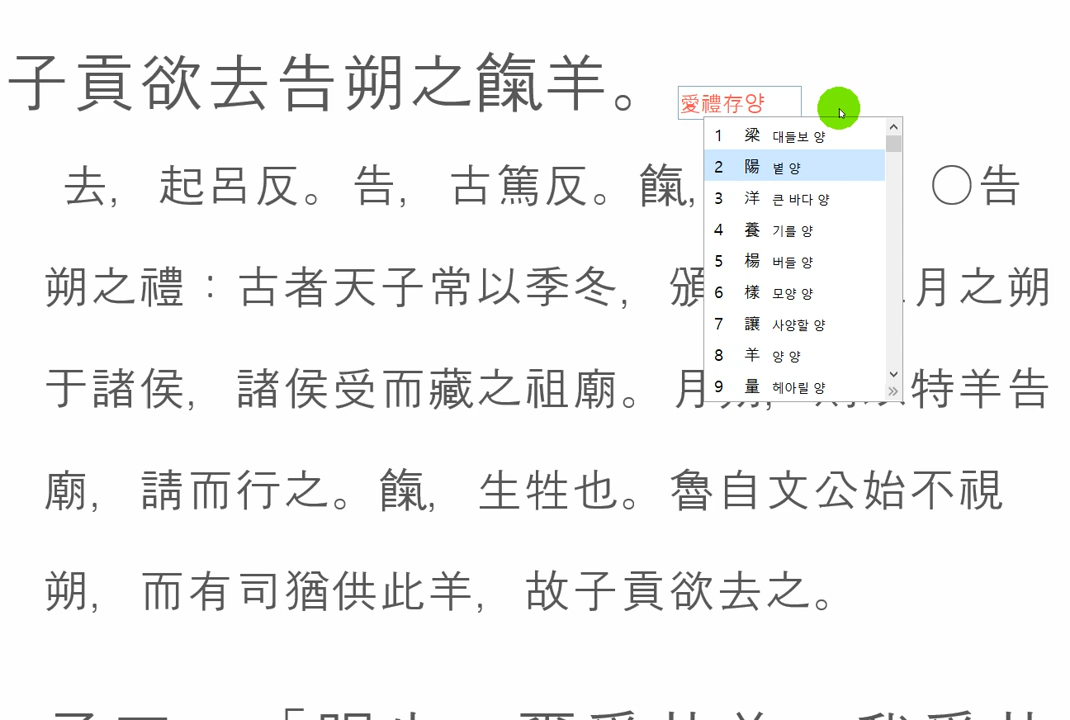 子貢欲去告朔之餼羊。
愛禮存양
1 梁 대들보 양
2 陽 볕 양
3 洋 큰 바다 양
4 養 기를 양
5 楊 버들 양
6 樣 모양 양
7 讓 사양할 양
8 羊 양 양
9 量 헤아릴 양
去, 起呂反。告, 古篤反。餼, 〇告
朔之禮：古者天子常以季冬, 頒 月之朔
于諸侯, 諸侯受而藏之祖廟。月朔, 特羊告
廟, 請而行之。餼, 生牲也。魯自文公始不視
朔, 而有司猶供此羊, 故子貢欲去之。